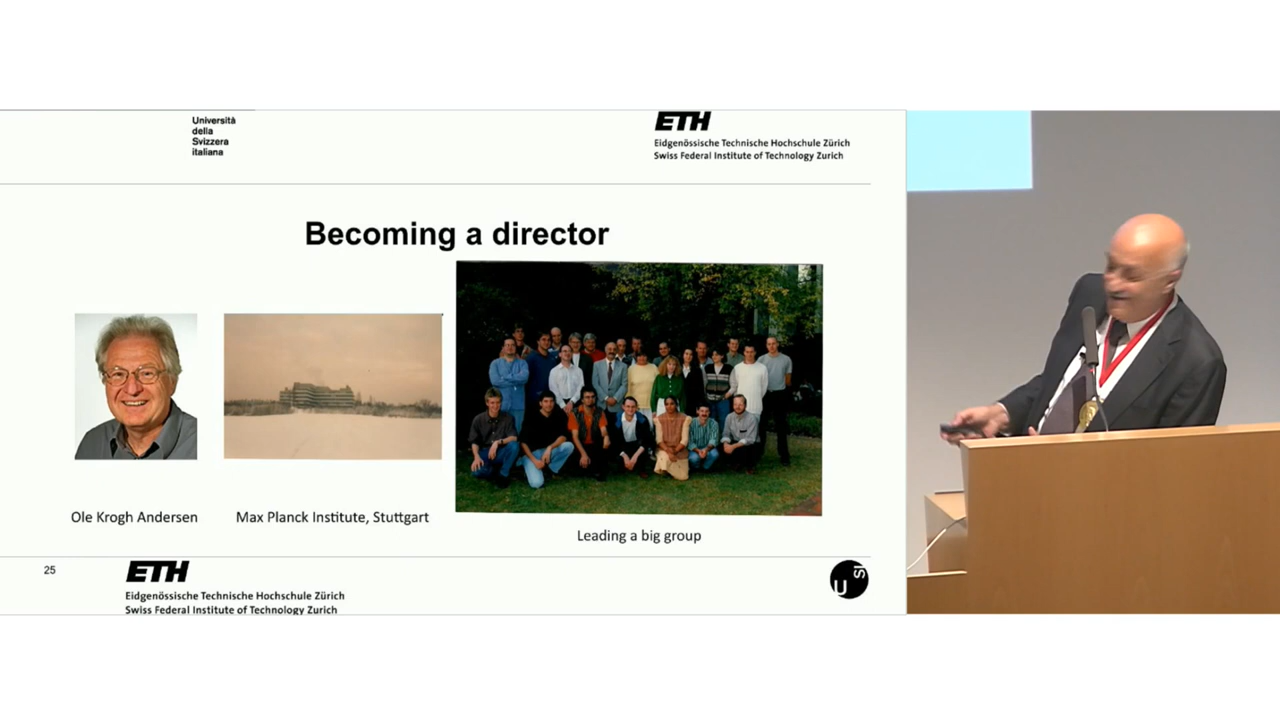 Università
della
Svizzera
italiana
ETH
Eidgenössische Technische Hochschule Zürich
Swiss Federal Institute of Technology Zurich
Becoming a director
Ole Krogh Andersen
Max Planck Institute, Stuttgart
Leading a big group
25
ETH
Eidgenössische Technische Hochschule Zürich
Swiss Federal Institute of Technology Zurich
USI